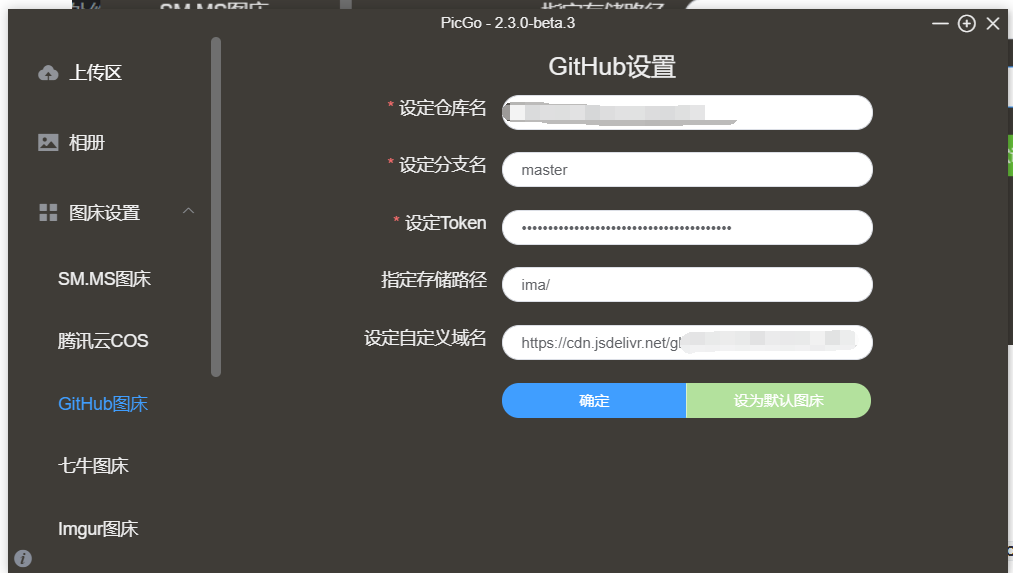 PicGo - 2.3.0-beta.3
上传区
相册
图床设置
SM.MS图床
腾讯云COS
GitHub图床
七牛图床
Imgur图床
GitHub设置
* 设定仓库名
* 设定分支名
master
* 设定Token
••••••••••••••••••••••••••••••••••••••••
指定存储路径
ima/
设定自定义域名
https://cdn.jsdelivr.net/gh
确定
设为默认图床